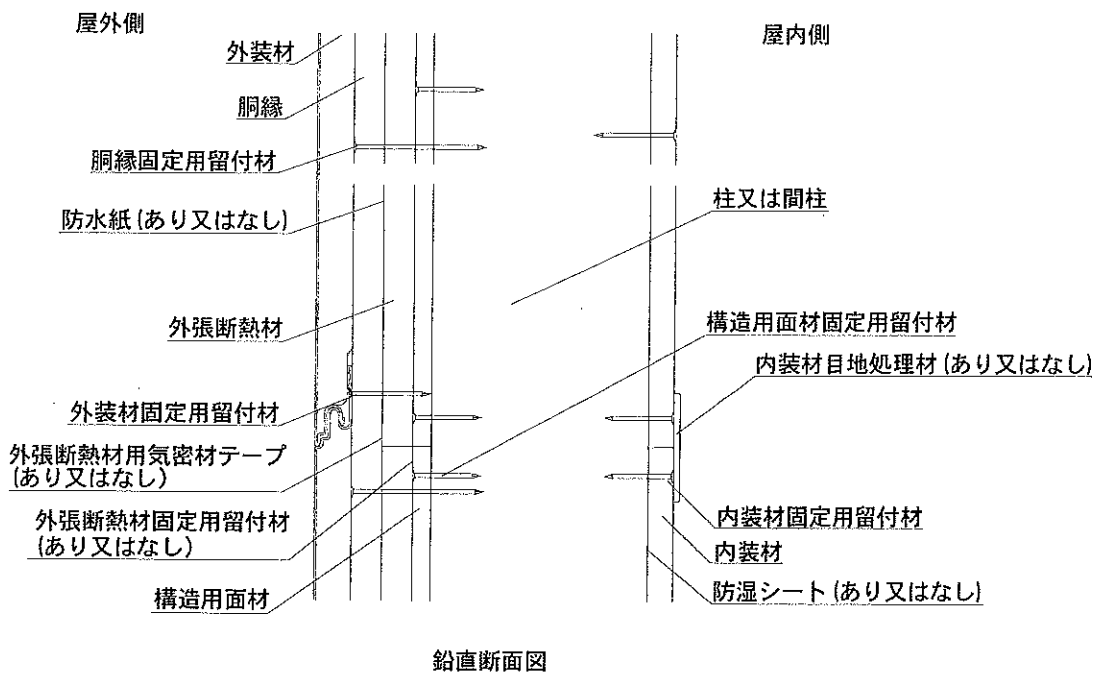 屋外側
屋内側
外装材
胴縁
胴縁固定用留付材
防水紙(あり又はなし)
柱又は間柱
外張断熱材
構造用面材固定用留付材
内装材目地処理材(あり又はなし)
外装材固定用留付材
外張断熱材用気密材テープ
(あり又はなし)
外張断熱材固定用留付材
(あり又はなし)
内装材固定用留付材
内装材
構造用面材
防湿シート(あり又はなし)
鉛直断面図